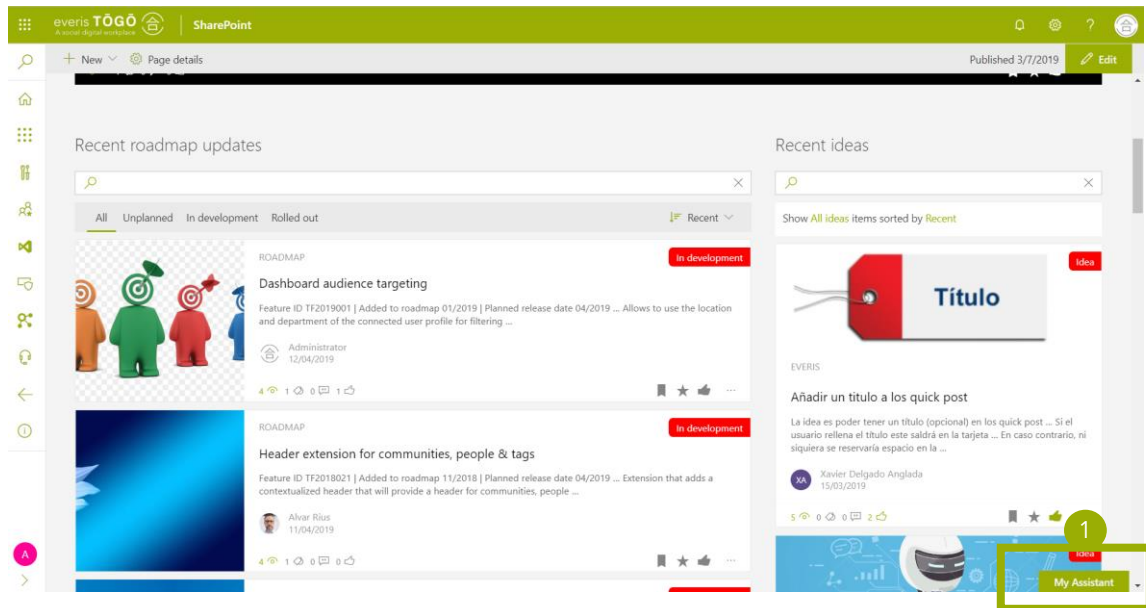 everis TŌGŌ 合
A social digital workplace
SharePoint
?
合
New
Page details
Published 3/7/2019
Edit
Recent roadmap updates
Recent ideas
All Unplanned In development Rolled out
Recent
Show All ideas items sorted by Recent
ROADMAP
In development
Dashboard audience targeting
Feature ID TF2019001 | Added to roadmap 01/2019 | Planned release date 04/2019 ... Allows to use the location
and department of the connected user profile for filtering ...
合
Administrator
12/04/2019
4 1 0 1
Idea
Título
EVERIS
Añadir un titulo a los quick post
La idea es poder tener un título (opcional) en los quick post ... Si el
usuario rellena el título este saldrá en la tarjeta ... En caso contrario, ni
siquiera se reservaría espacio en la ...
XA
Xavier Delgado Anglada
15/03/2019
5 0 0 2
ROADMAP
In development
Header extension for communities, people & tags
Feature ID TF2018021 | Added to roadmap 11/2018 | Planned release date 04/2019 ... Extension that adds a
contextualized header that will provide a header for communities, people ...
Alvar Rius
11/04/2019
4 1 0 0
1
Idea
My Assistant
A